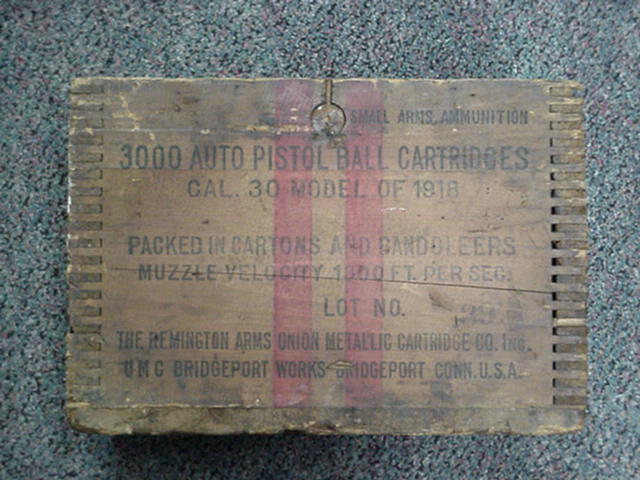 SMALL ARMS AMMUNITION
3000 AUTO PISTOL BALL CARTRIDGES
CAL. 30 MODEL OF 1918
PACKED IN CARTONS AND BANDOLEERS
MUZZLE VELOCITY 1300 FT. PER SEC.
LOT NO.
THE REMINGTON ARMS UNION METALLIC CARTRIDGE CO. INC.
U M C BRIDGEPORT WORKS BRIDGEPORT CONN. U.S.A.